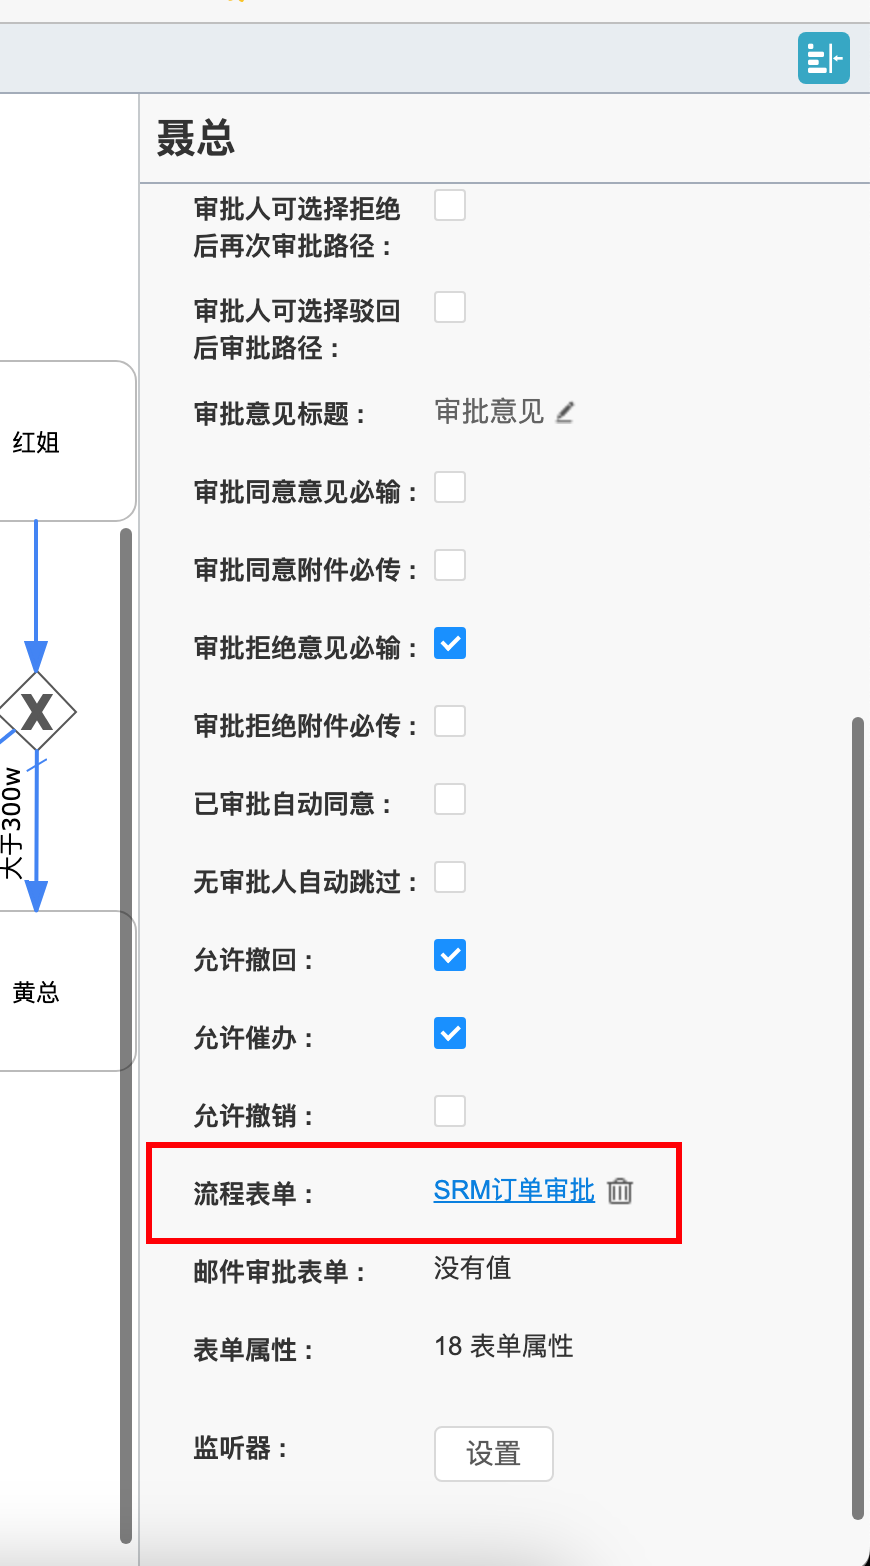 聂总
审批人可选择拒绝
后再次审批路径：
审批人可选择驳回
后审批路径：
审批意见标题：
审批意见
审批同意意见必输：
审批同意附件必传：
审批拒绝意见必输：
审批拒绝附件必传：
已审批自动同意：
无审批人自动跳过：
允许撤回：
允许催办：
允许撤销：
流程表单：
SRM订单审批
邮件审批表单：
没有值
表单属性：
18 表单属性
监听器：
设置
红姐
X
大于300w
黄总